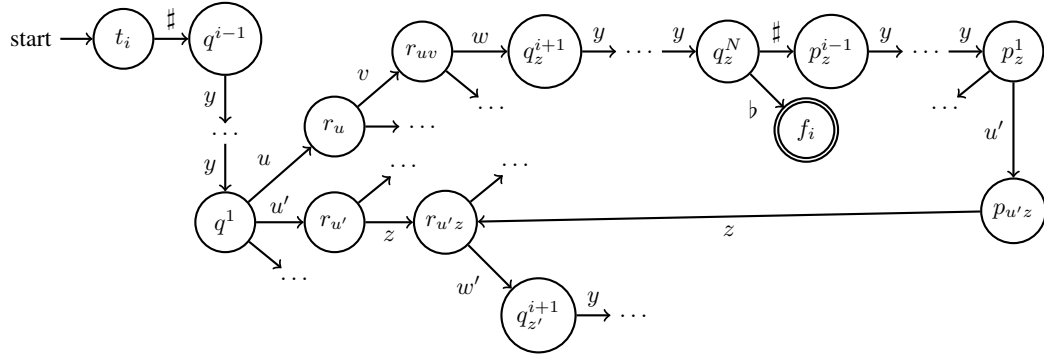 start t_i ♯ q^{i−1}
r_{uv} w q_z^{i+1} y ··· y q_z^N ♯ p_z^{i−1} y ··· y p_z^1
y v ··· ♭ ···
··· r_u ··· f_i
y u u′
··· ···
q^1 u′ r_{u′} z r_{u′z} z p_{u′z}
··· w′
q_{z′}^{i+1} y ···